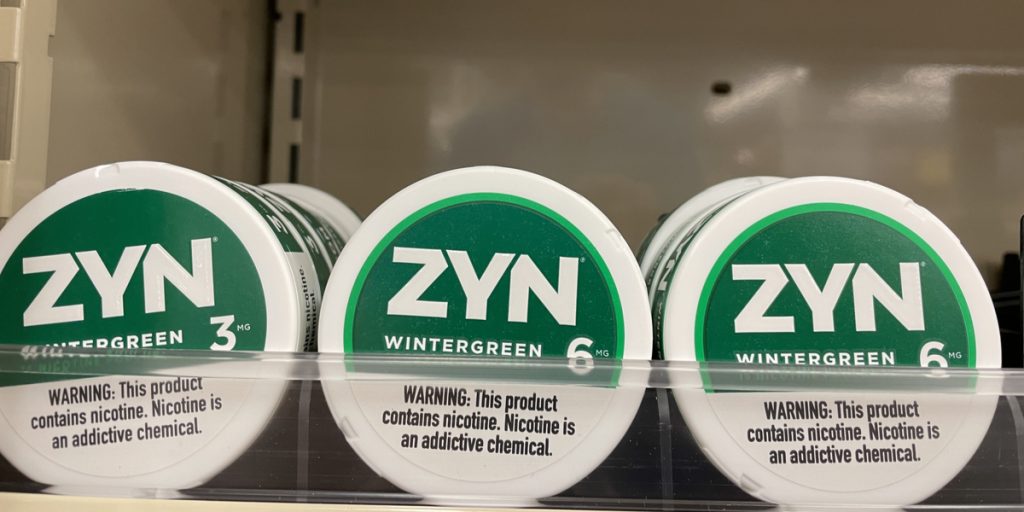 ZYN
WINTERGREEN 3 MG
WARNING: This product
contains nicotine. Nicotine is
an addictive chemical.
ZYN
WINTERGREEN 6 MG
WARNING: This product
contains nicotine. Nicotine is
an addictive chemical.
ZYN
WINTERGREEN 6 MG
WARNING: This product
contains nicotine. Nicotine is
an addictive chemical.